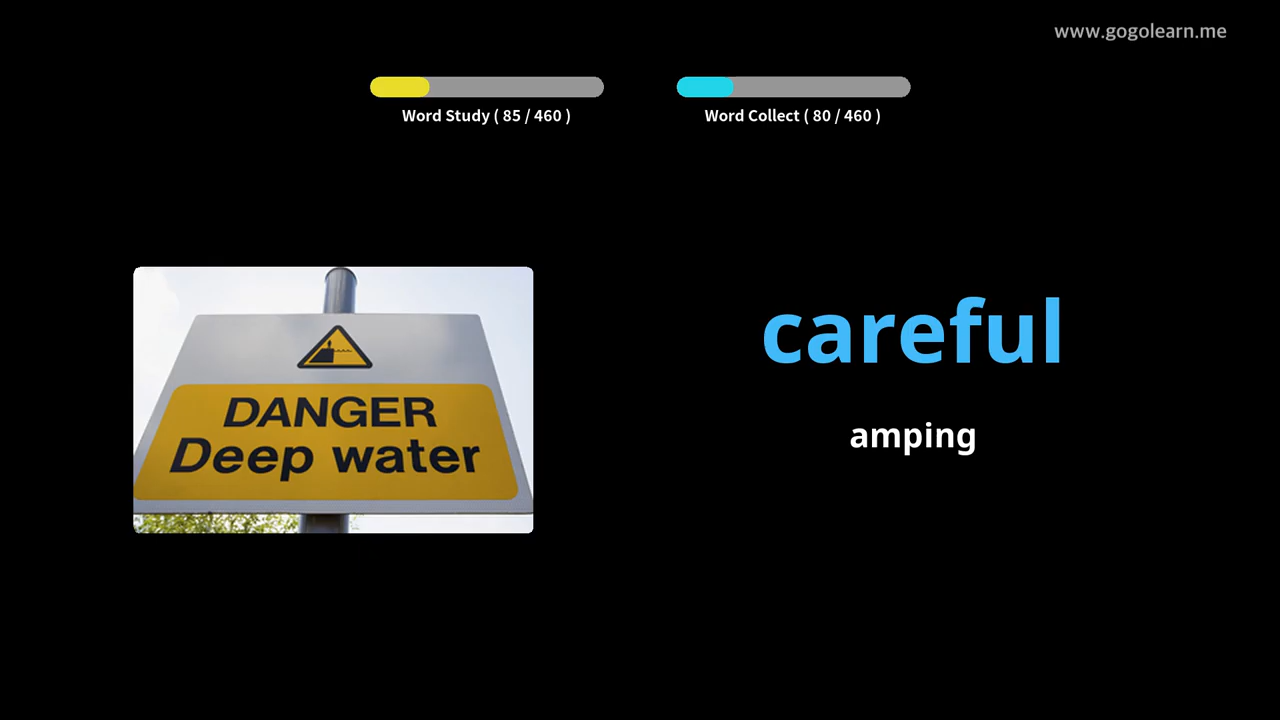 www.gogolearn.me
Word Study ( 85 / 460 )
Word Collect ( 80 / 460 )
DANGER
Deep water
careful
amping